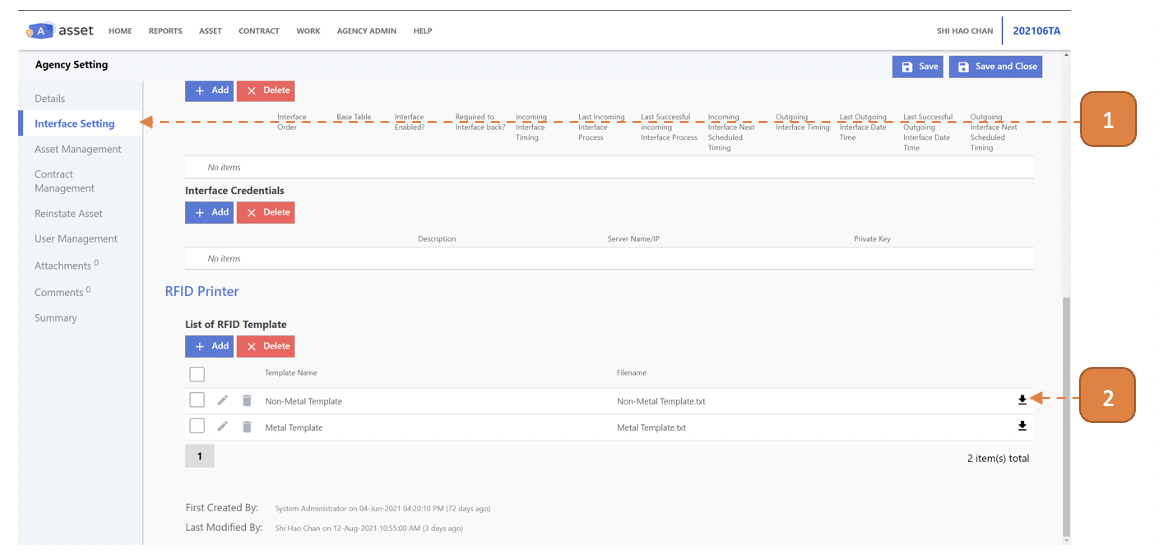 A asset HOME REPORTS ASSET CONTRACT WORK AGENCY ADMIN HELP SHI HAO CHAN 202106TA
Agency Setting Save Save and Close
Details
Interface Setting
Asset Management
Contract
Management
Reinstate Asset
User Management
Attachments 0
Comments 0
Summary
+ Add Delete
Interface Base Table Interface Required to Incoming Last Incoming Last Successful Incoming Outgoing Last Outgoing Last Successful Outgoing
Order Enabled? Interface back? Interface Interface incoming Interface Next Interface Timing Interface Date Outgoing Interface Next
Timing Process Interface Process Scheduled Time Interface Date Scheduled
Timing Time Timing
No items
Interface Credentials
+ Add Delete
Description Server Name/IP Private Key
No items
RFID Printer
List of RFID Template
+ Add Delete
Template Name Filename
Non-Metal Template Non-Metal Template.txt
Metal Template Metal Template.txt
1 2 item(s) total
First Created By: System Administrator on 04-Jun-2021 04:20:10 PM (72 days ago)
Last Modified By: Shi Hao Chan on 12-Aug-2021 10:55:00 AM (3 days ago)
1
2